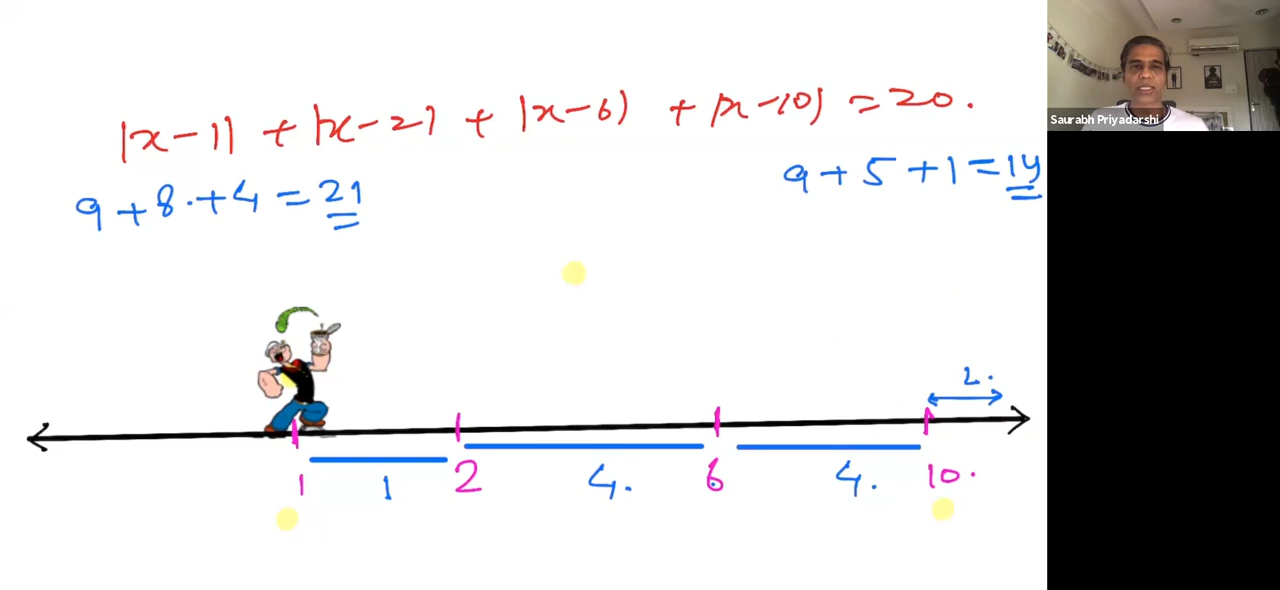 |x-1| + |x-2| + |x-6| + |x-10| = 20.
9 + 8. + 4 = 21
9 + 5 + 1 = 14
Saurabh Priyadarshi
2.
1 1 2 4. 6 4. 10.